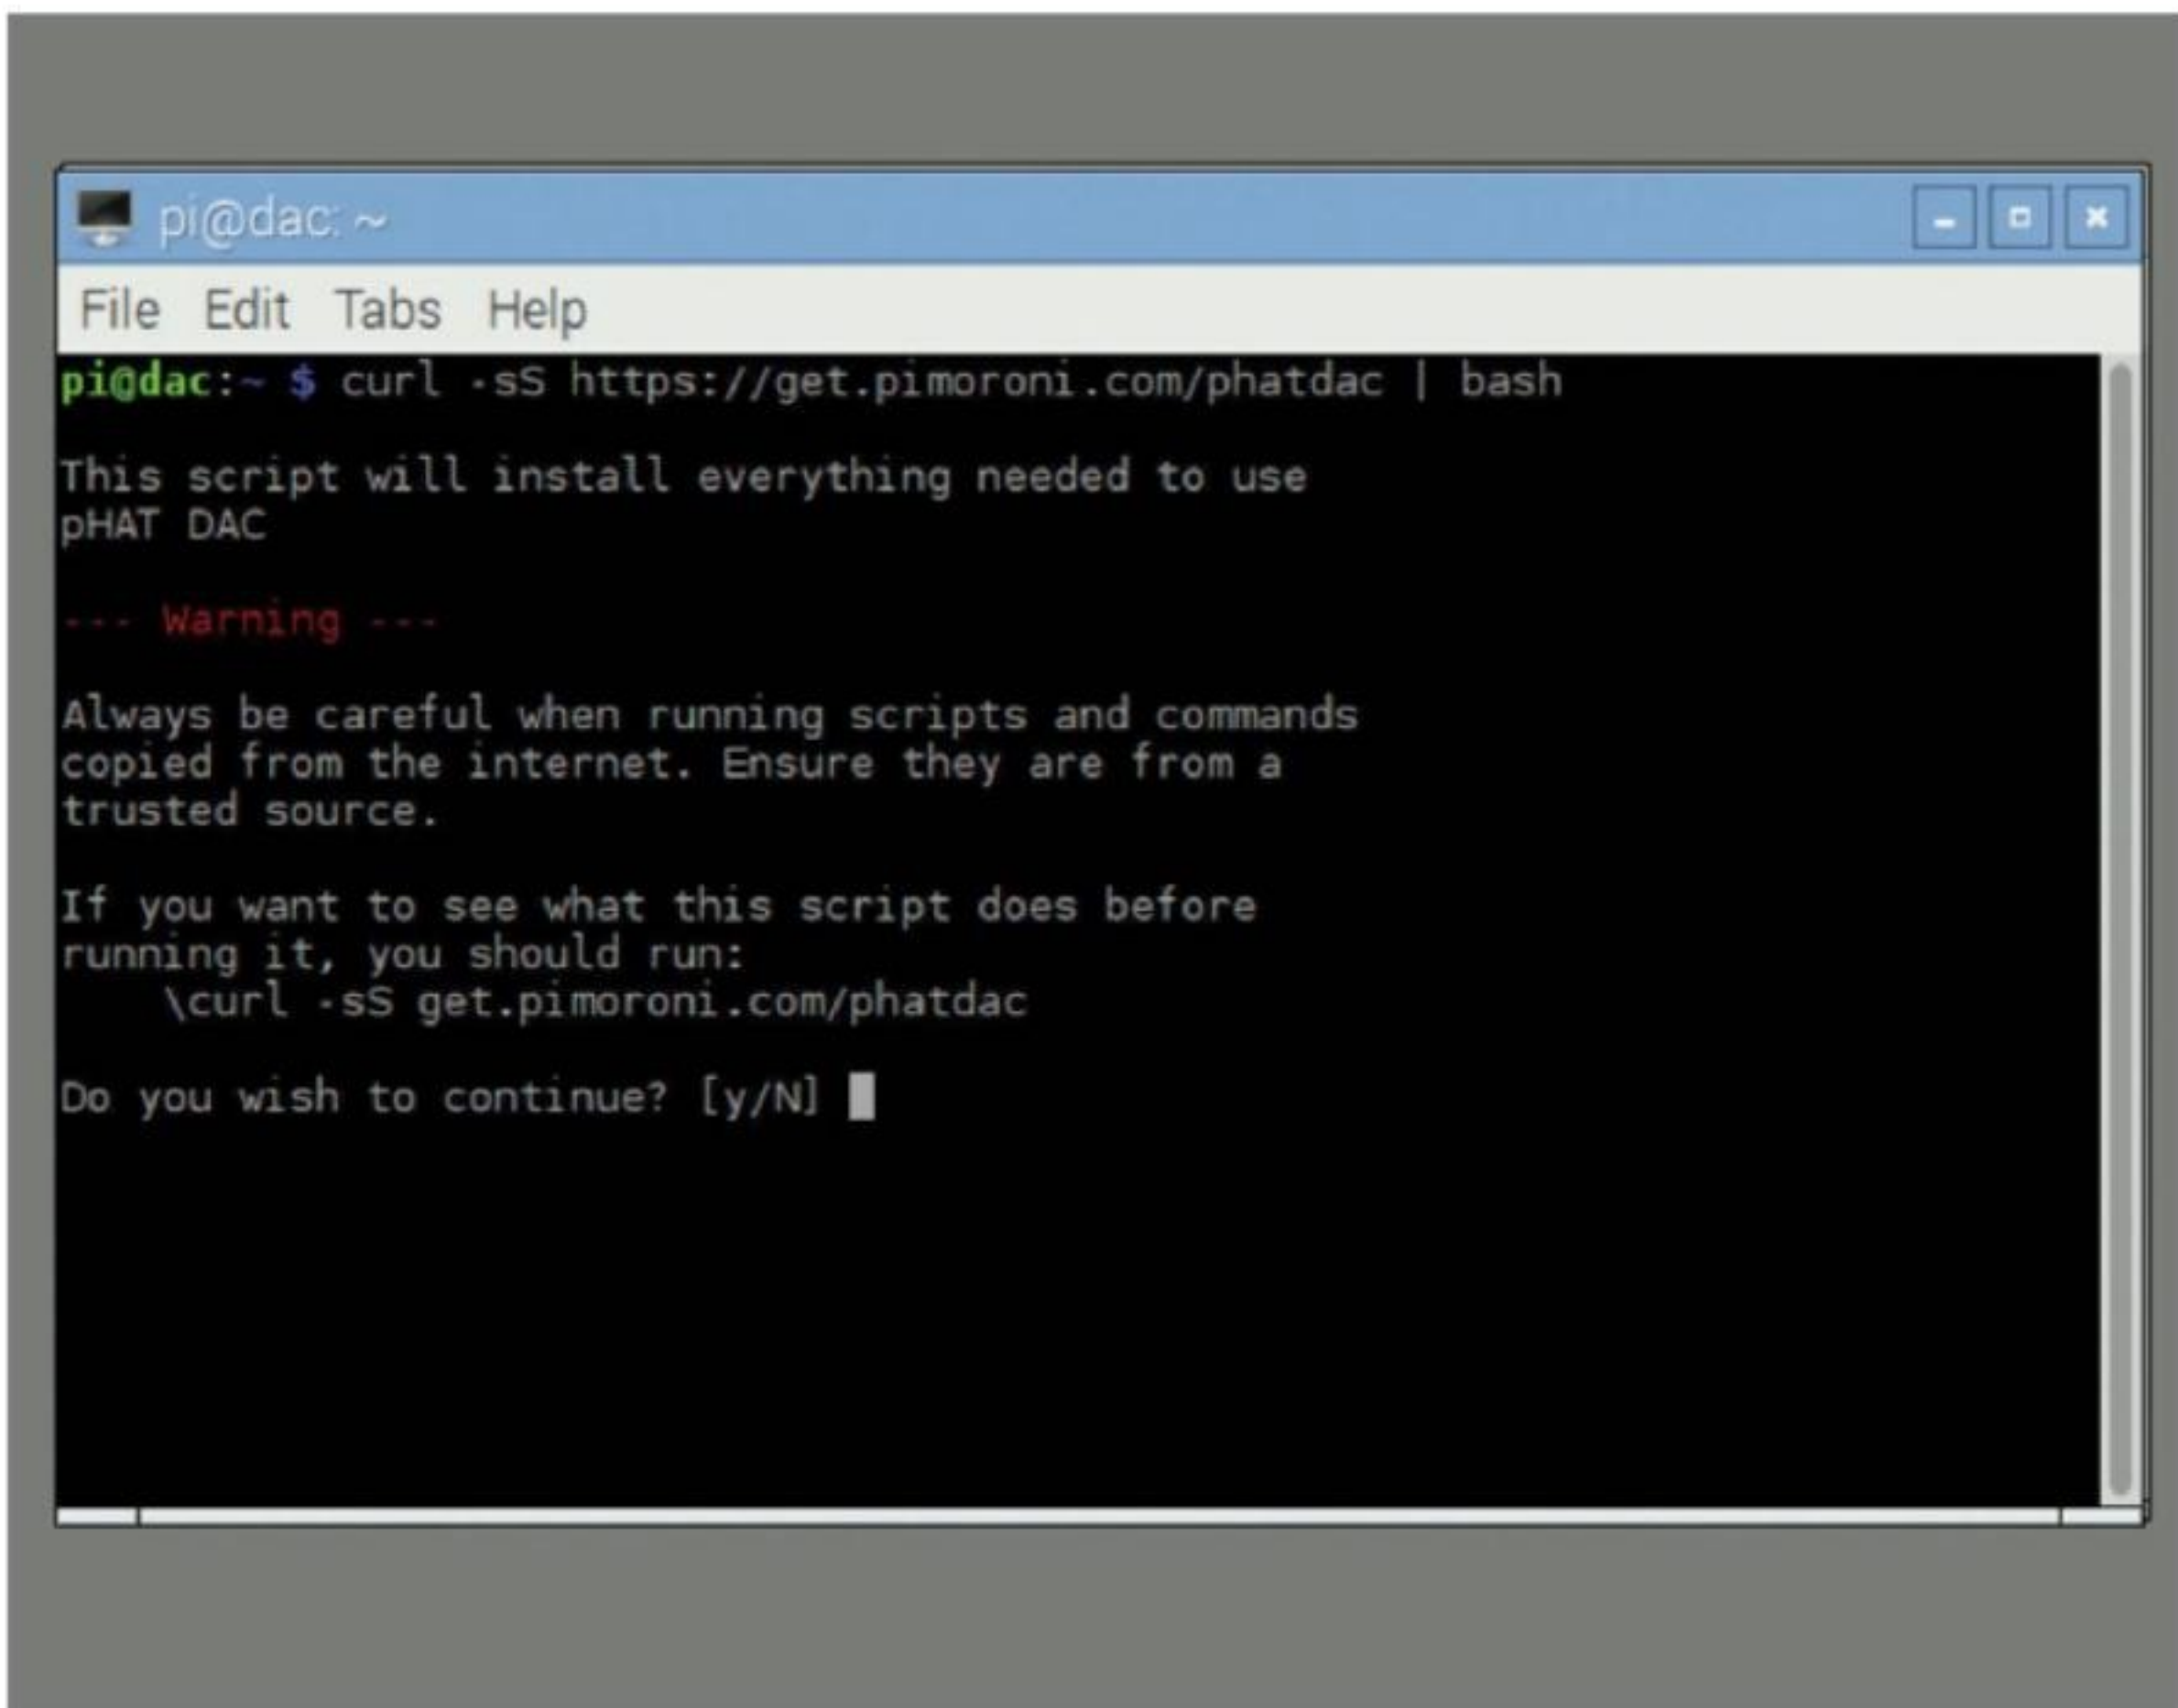 pi@dac: ~
File Edit Tabs Help
pi@dac:~ $ curl -sS https://get.pimoroni.com/phatdac | bash
This script will install everything needed to use
pHAT DAC
--- Warning ---
Always be careful when running scripts and commands
copied from the internet. Ensure they are from a
trusted source.
If you want to see what this script does before
running it, you should run:
\curl -sS get.pimoroni.com/phatdac
Do you wish to continue? [y/N]